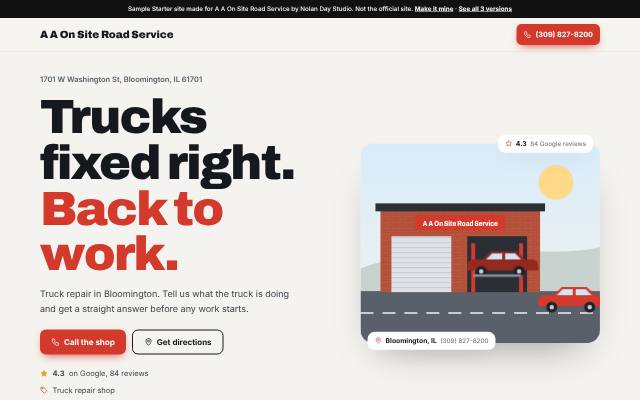 Sample Starter site made for A A On Site Road Service by Nolan Day Studio. Not the official site. Make it mine · See all 3 versions
A A On Site Road Service
(309) 827-8200
1701 W Washington St, Bloomington, IL 61701
Trucks
fixed right.
Back to
work.
Truck repair in Bloomington. Tell us what the truck is doing
and get a straight answer before any work starts.
Call the shop
Get directions
4.3 on Google, 84 reviews
Truck repair shop
4.3 84 Google reviews
A A On Site Road Service
Bloomington, IL (309) 827-8200